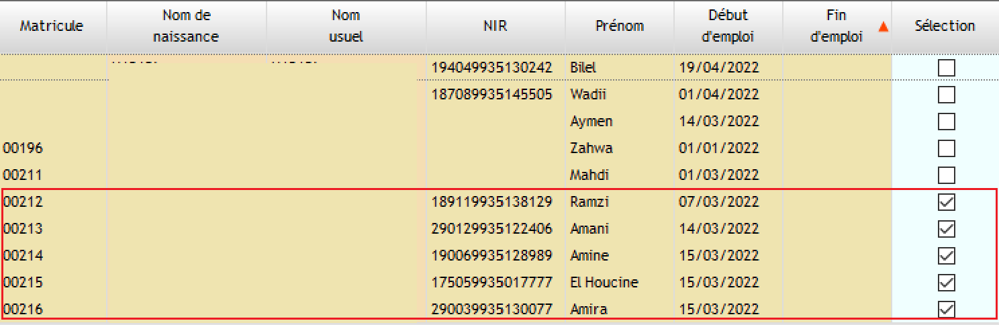 Matricule Nom de naissance Nom usuel NIR Prénom Début d'emploi Fin d'emploi Sélection
194049935130242 Bilel 19/04/2022
187089935145505 Wadii 01/04/2022
Aymen 14/03/2022
00196 Zahwa 01/01/2022
00211 Mahdi 01/03/2022
00212 189119935138129 Ramzi 07/03/2022
00213 290129935122406 Amani 14/03/2022
00214 190069935128989 Amine 15/03/2022
00215 175059935017777 El Houcine 15/03/2022
00216 290039935130077 Amira 15/03/2022